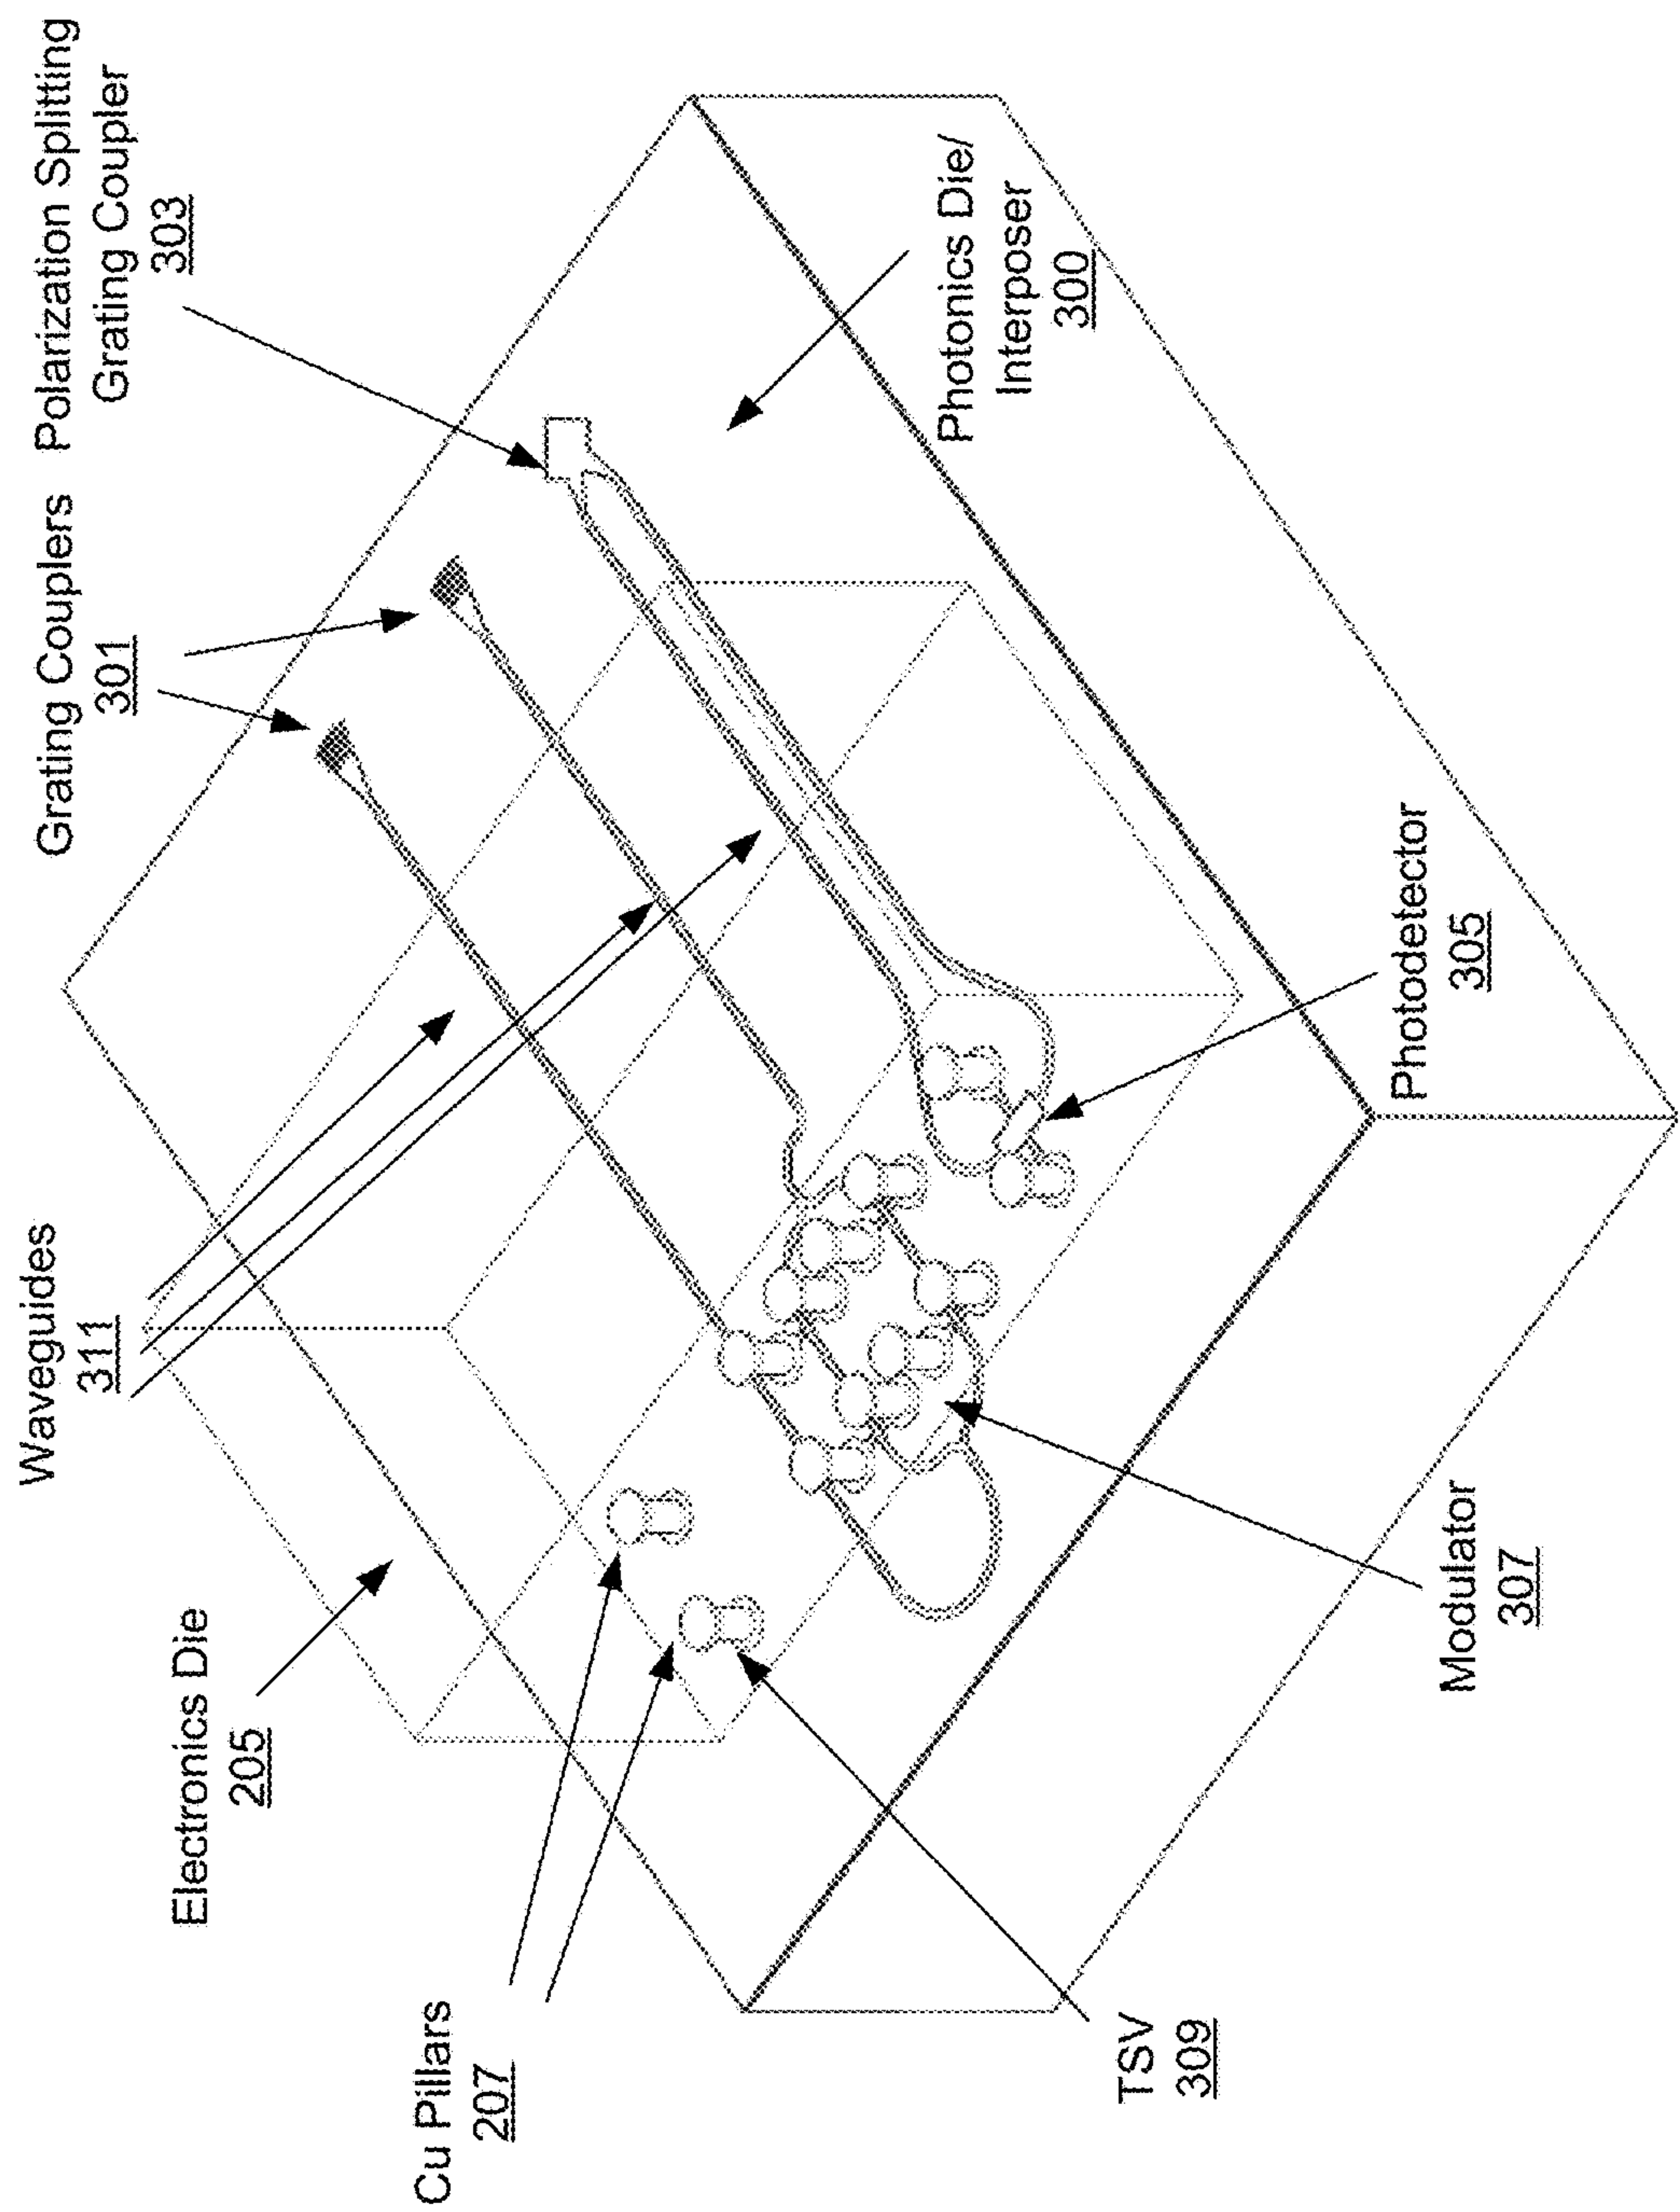 Cu Pillars
207
Electronics Die
205
Waveguides
311
Grating Couplers
301
Polarization Splitting
Grating Coupler
303
TSV
309
Modulator
307
Photodetector
305
Photonics Die/
Interposer
300